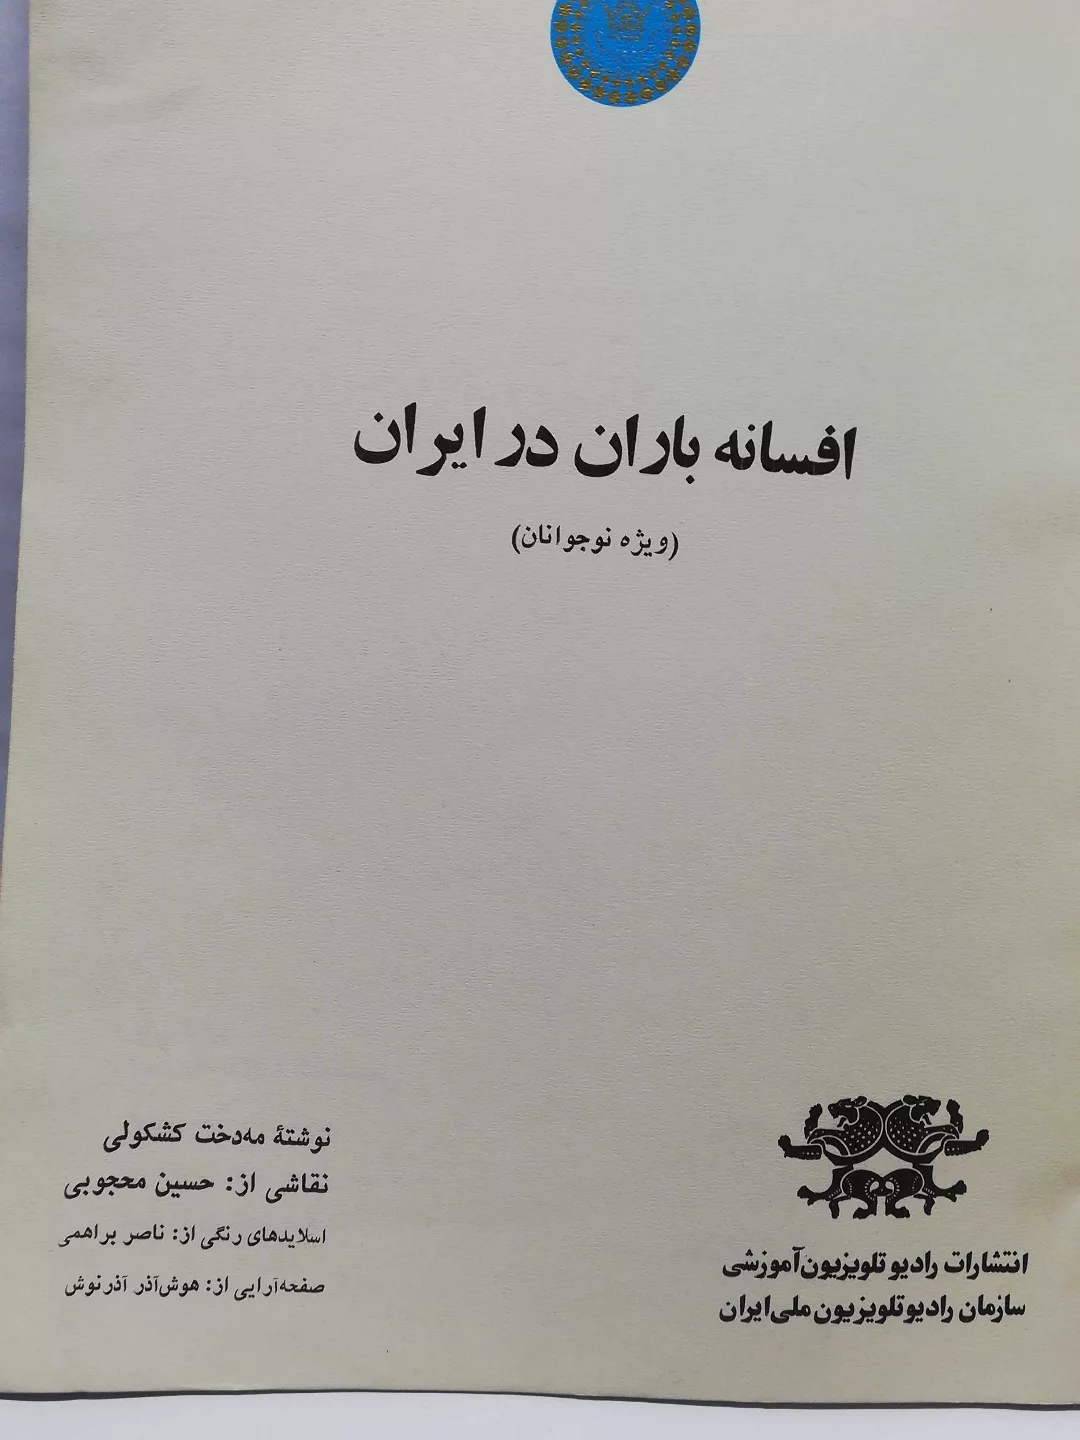 افسانه باران در ایران
(ویژه نوجوانان)
نوشتهٔ مه‌دخت کشکولی
نقاشی از: حسین محجوبی
اسلایدهای رنگی از: ناصر براهمی
صفحه‌آرایی از: هوش‌آذر آذرنوش
انتشارات رادیو تلویزیون آموزشی
سازمان رادیو تلویزیون ملی ایران